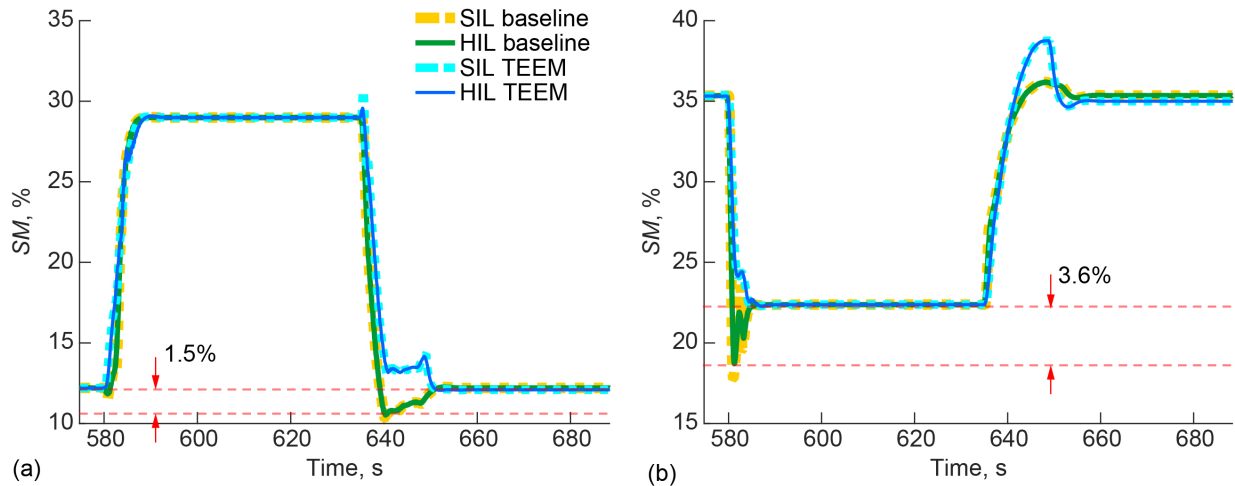 35
30
25
20
15
10
SM, %
580
600
620
640
660
680
Time, s
1.5%
(a)
SIL baseline
HIL baseline
SIL TEEM
HIL TEEM
40
35
30
25
20
15
SM, %
580
600
620
640
660
680
Time, s
3.6%
(b)